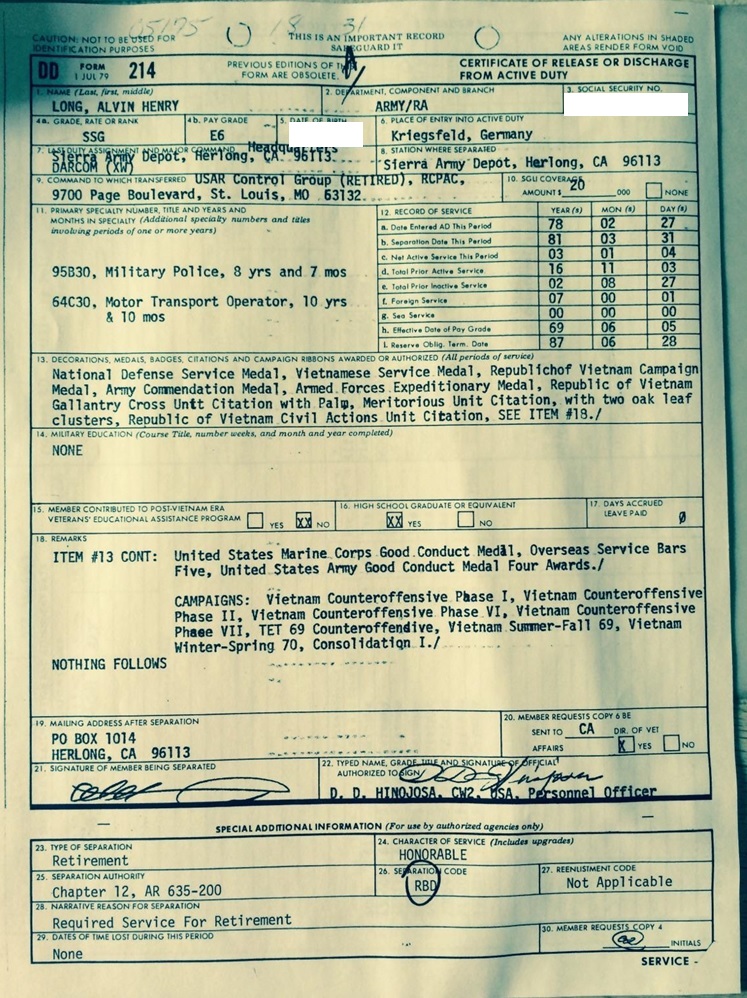 05/75 18 31
CAUTION: NOT TO BE USED FOR IDENTIFICATION PURPOSES
THIS IS AN IMPORTANT RECORD SAFEGUARD IT
ANY ALTERATIONS IN SHADED AREAS RENDER FORM VOID
DD FORM 1 JUL 79 214
PREVIOUS EDITIONS OF THIS FORM ARE OBSOLETE.
CERTIFICATE OF RELEASE OR DISCHARGE FROM ACTIVE DUTY
1. NAME (Last, first, middle)
LONG, ALVIN HENRY
2. DEPARTMENT, COMPONENT AND BRANCH
ARMY/RA
3. SOCIAL SECURITY NO.
4a. GRADE, RATE OR RANK
SSG
4b. PAY GRADE
E6
5. DATE OF BIRTH
6. PLACE OF ENTRY INTO ACTIVE DUTY
Kriegsfeld, Germany
7. LAST DUTY ASSIGNMENT AND MAJOR COMMAND Headquarters
Sierra Army Depot, Herlong, CA 96113
DARCOM (XW)
8. STATION WHERE SEPARATED
Sierra Army Depot, Herlong, CA 96113
9. COMMAND TO WHICH TRANSFERRED USAR Control Group (RETIRED), RCPAC,
9700 Page Boulevard, St. Louis, MO 63132
10. SGLI COVERAGE
AMOUNT $ 20 ,000 NONE
11. PRIMARY SPECIALTY NUMBER, TITLE AND YEARS AND MONTHS IN SPECIALTY (Additional specialty numbers and titles involving periods of one or more years)
95B30, Military Police, 8 yrs and 7 mos
64C30, Motor Transport Operator, 10 yrs
& 10 mos
12. RECORD OF SERVICE YEAR(s) MON(s) DAY(s)
a. Date Entered AD This Period 78 02 27
b. Separation Date This Period 81 03 31
c. Net Active Service This Period 03 01 04
d. Total Prior Active Service 16 11 03
e. Total Prior Inactive Service 02 08 27
f. Foreign Service 07 00 01
g. Sea Service 00 00 00
h. Effective Date of Pay Grade 69 06 05
i. Reserve Oblig. Term. Date 87 06 28
13. DECORATIONS, MEDALS, BADGES, CITATIONS AND CAMPAIGN RIBBONS AWARDED OR AUTHORIZED (All periods of service)
National Defense Service Medal, Vietnamese Service Medal, Republichof Vietnam Campaign
Medal, Army Commendation Medal, Armed Forces Expeditionary Medal, Republic of Vietnam
Gallantry Cross Unit Citation with Palm, Meritorious Unit Citation, with two oak leaf
clusters, Republic of Vietnam Civil Actions Unit Citation, SEE ITEM #18./
14. MILITARY EDUCATION (Course Title, number weeks, and month and year completed)
NONE
15. MEMBER CONTRIBUTED TO POST-VIETNAM ERA VETERANS' EDUCATIONAL ASSISTANCE PROGRAM YES XX NO
16. HIGH SCHOOL GRADUATE OR EQUIVALENT
XX YES NO
17. DAYS ACCRUED LEAVE PAID 0
18. REMARKS
ITEM #13 CONT: United States Marine Corps Good Conduct Medal, Overseas Service Bars
Five, United States Army Good Conduct Medal Four Awards./
CAMPAIGNS: Vietnam Counteroffensive Phase I, Vietnam Counteroffensive
Phase II, Vietnam Counteroffensive Phase VI, Vietnam Counteroffensive
Phase VII, TET 69 Counteroffendive, Vietnam Summer-Fall 69, Vietnam
Winter-Spring 70, Consolidation I./
NOTHING FOLLOWS
19. MAILING ADDRESS AFTER SEPARATION
PO BOX 1014
HERLONG, CA 96113
20. MEMBER REQUESTS COPY 6 BE
SENT TO CA DIR. OF VET
AFFAIRS X YES NO
21. SIGNATURE OF MEMBER BEING SEPARATED
22. TYPED NAME, GRADE, TITLE AND SIGNATURE OF OFFICIAL AUTHORIZED TO SIGN
D. D. HINOJOSA, CW2, USA, Personnel Officer
SPECIAL ADDITIONAL INFORMATION (For use by authorized agencies only)
23. TYPE OF SEPARATION
Retirement
24. CHARACTER OF SERVICE (Includes upgrades)
HONORABLE
25. SEPARATION AUTHORITY
Chapter 12, AR 635-200
26. SEPARATION CODE
RBD
27. REENLISTMENT CODE
Not Applicable
28. NARRATIVE REASON FOR SEPARATION
Required Service For Retirement
29. DATES OF TIME LOST DURING THIS PERIOD
None
30. MEMBER REQUESTS COPY 4
INITIALS
SERVICE -